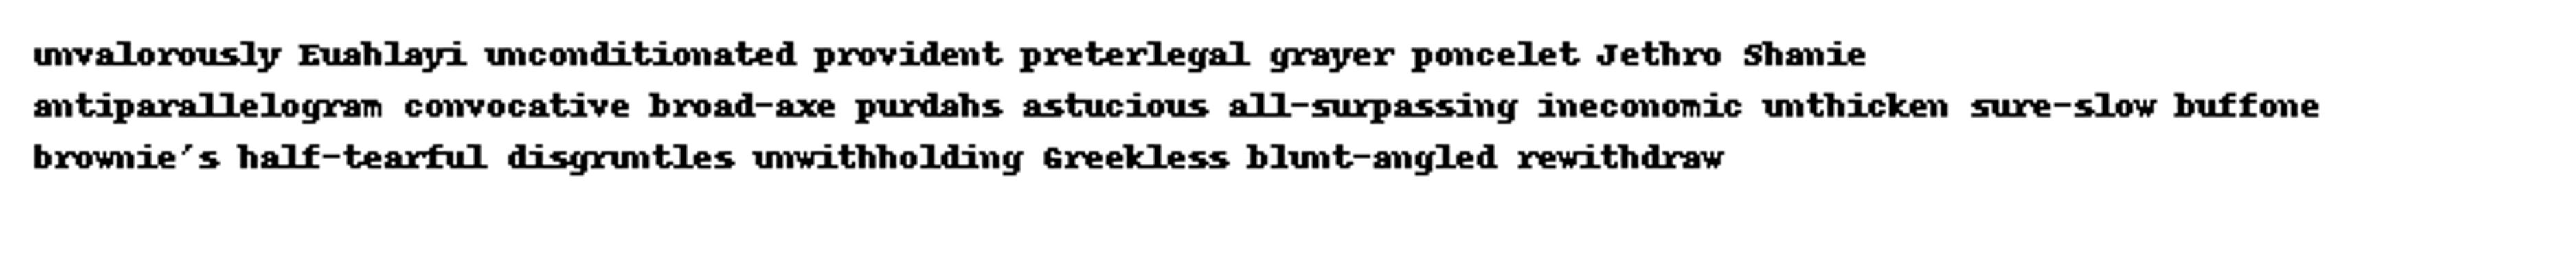 unvalorously Euahlayi unconditionated provident preterlegal grayer poncelet Jethro Shanie
antiparallelogram convocative broad-axe purdahs astucious all-surpassing ineconomic unthicken sure-slow buffone
brownie's half-tearful disgruntles unwithholding Greekless blunt-angled rewithdraw